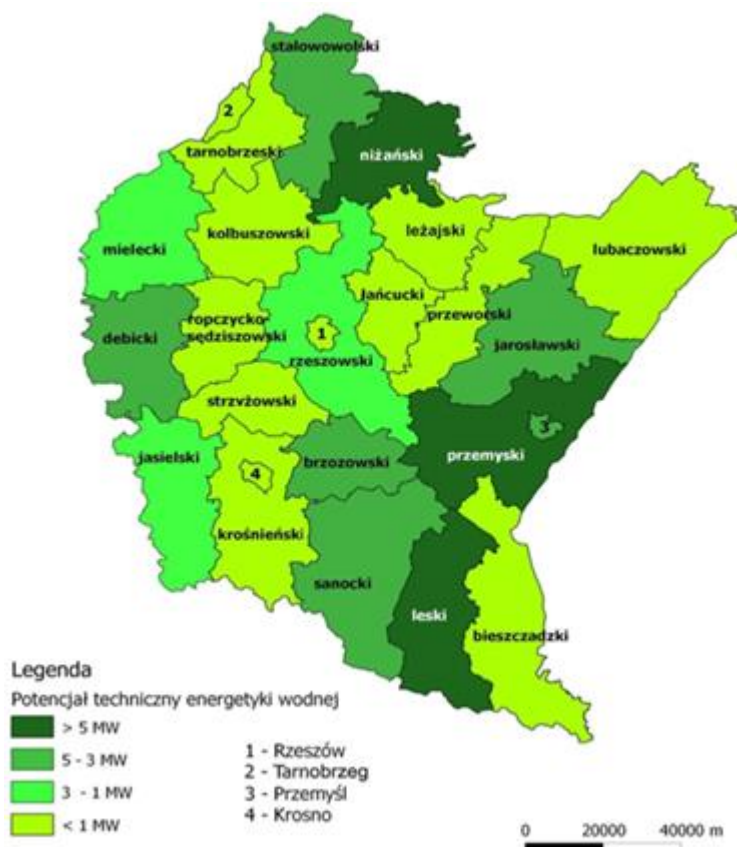 stalowowolski
2
tarnobrzeski
niżański
kolbuszowski
leżajski
lubaczowski
mielecki
łańcucki
ropczycko-
sędziszowski
przeworski
debicki
1
rzeszowski
jarosławski
strzyżowski
3
jasielski
brzozowski
przemyski
4
krośnieński
sanocki
leski
bieszczadzki
Legenda
Potencjał techniczny energetyki wodnej
> 5 MW
5 - 3 MW
3 - 1 MW
< 1 MW
1 - Rzeszów
2 - Tarnobrzeg
3 - Przemyśl
4 - Krosno
0 20000 40000 m